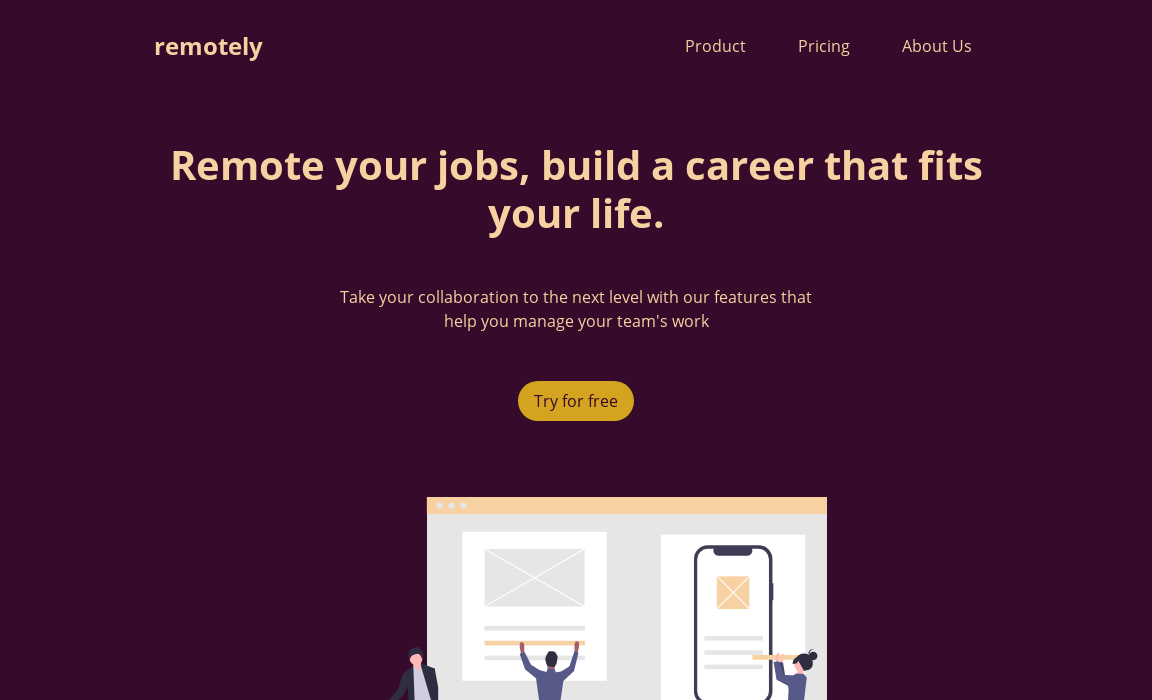 remotely
Product Pricing About Us
Remote your jobs, build a career that fits
your life.
Take your collaboration to the next level with our features that
help you manage your team's work
Try for free